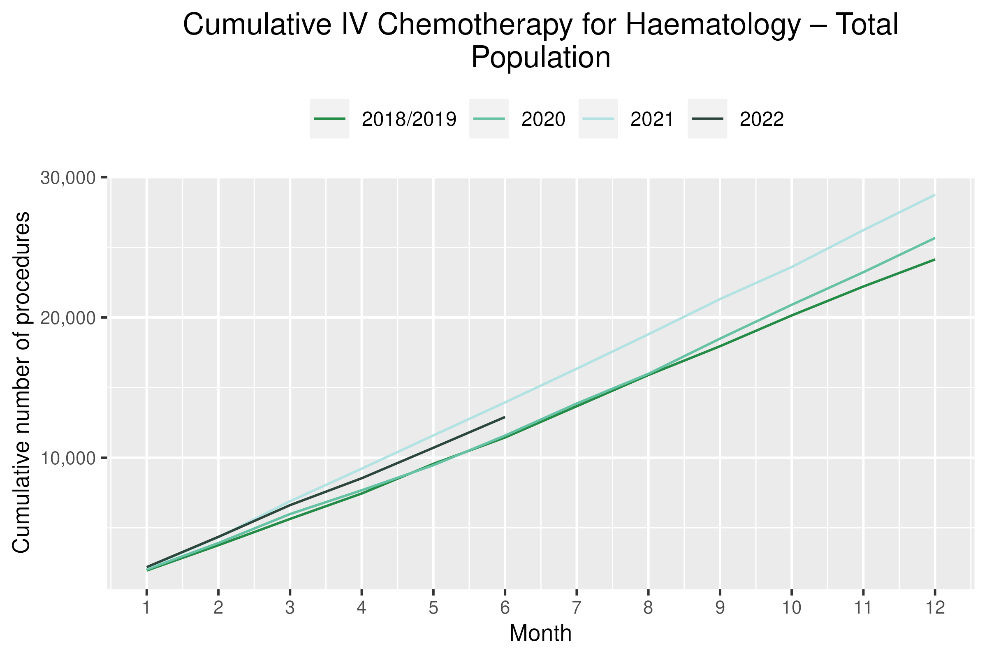 Cumulative IV Chemotherapy for Haematology – Total
Population
2018/2019 2020 2021 2022
30,000
20,000
10,000
Cumulative number of procedures
1 2 3 4 5 6 7 8 9 10 11 12
Month